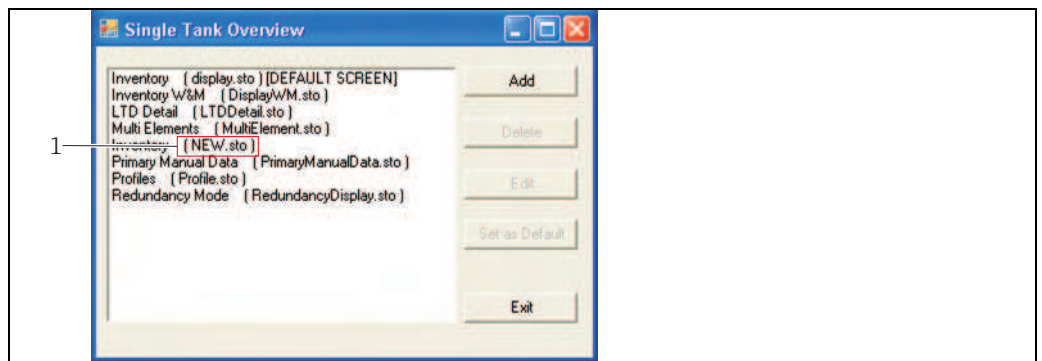 Single Tank Overview
Inventory ( display.sto ) [DEFAULT SCREEN]
Inventory W&M ( DisplayWM.sto )
LTD Detail ( LTDDetail.sto )
Multi Elements ( MultiElement.sto )
1
Inventory ( NEW.sto )
Primary Manual Data ( PrimaryManualData.sto )
Profiles ( Profile.sto )
Redundancy Mode ( RedundancyDisplay.sto )
Add
Delete
Edit
Set as Default
Exit